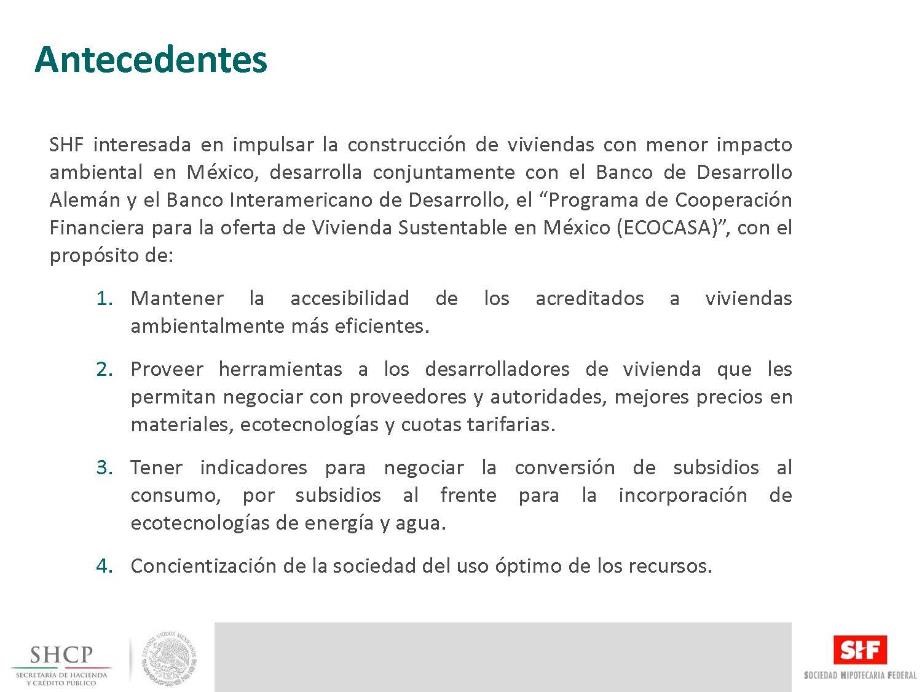 Antecedentes
SHF interesada en impulsar la construcción de viviendas con menor impacto
ambiental en México, desarrolla conjuntamente con el Banco de Desarrollo
Alemán y el Banco Interamericano de Desarrollo, el “Programa de Cooperación
Financiera para la oferta de Vivienda Sustentable en México (ECOCASA)”, con el
propósito de:
1. Mantener la accesibilidad de los acreditados a viviendas
ambientalmente más eficientes.
2. Proveer herramientas a los desarrolladores de vivienda que les
permitan negociar con proveedores y autoridades, mejores precios en
materiales, ecotecnologías y cuotas tarifarias.
3. Tener indicadores para negociar la conversión de subsidios al
consumo, por subsidios al frente para la incorporación de
ecotecnologías de energía y agua.
4. Concientización de la sociedad del uso óptimo de los recursos.
SHCP
SECRETARÍA DE HACIENDA
Y CRÉDITO PÚBLICO
ESTADOS UNIDOS MEXICANOS
SHF
SOCIEDAD HIPOTECARIA FEDERAL